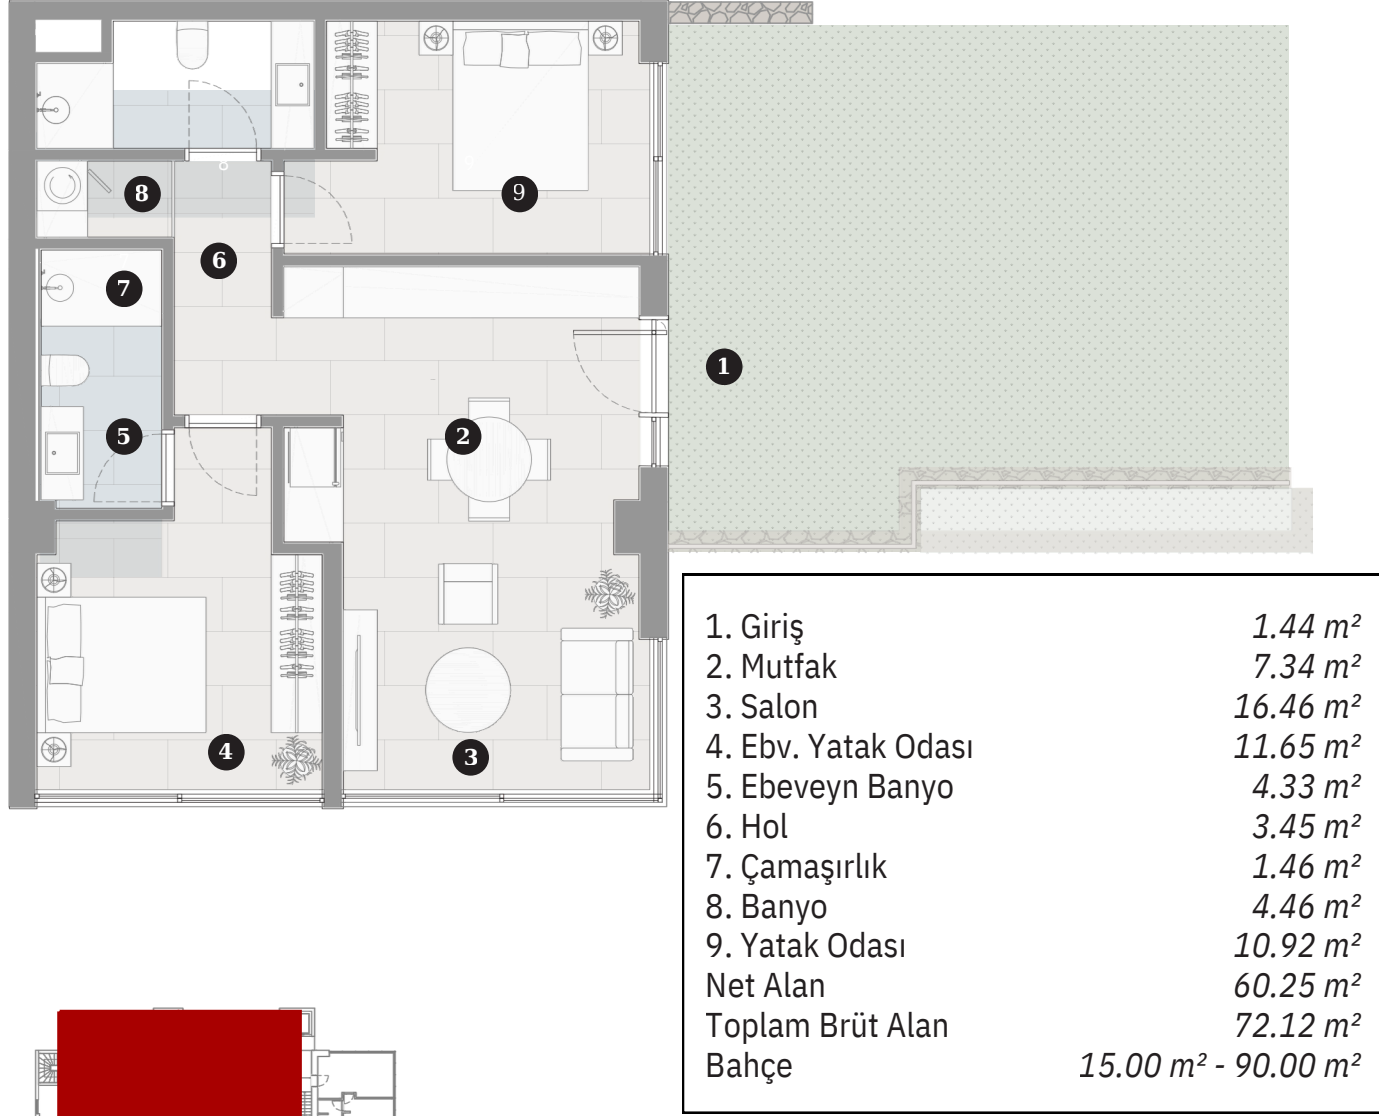 8
9
6
7
1
5
2
4
3
1. Giriş 1.44 m²
2. Mutfak 7.34 m²
3. Salon 16.46 m²
4. Ebv. Yatak Odası 11.65 m²
5. Ebeveyn Banyo 4.33 m²
6. Hol 3.45 m²
7. Çamaşırlık 1.46 m²
8. Banyo 4.46 m²
9. Yatak Odası 10.92 m²
Net Alan 60.25 m²
Toplam Brüt Alan 72.12 m²
Bahçe 15.00 m² - 90.00 m²